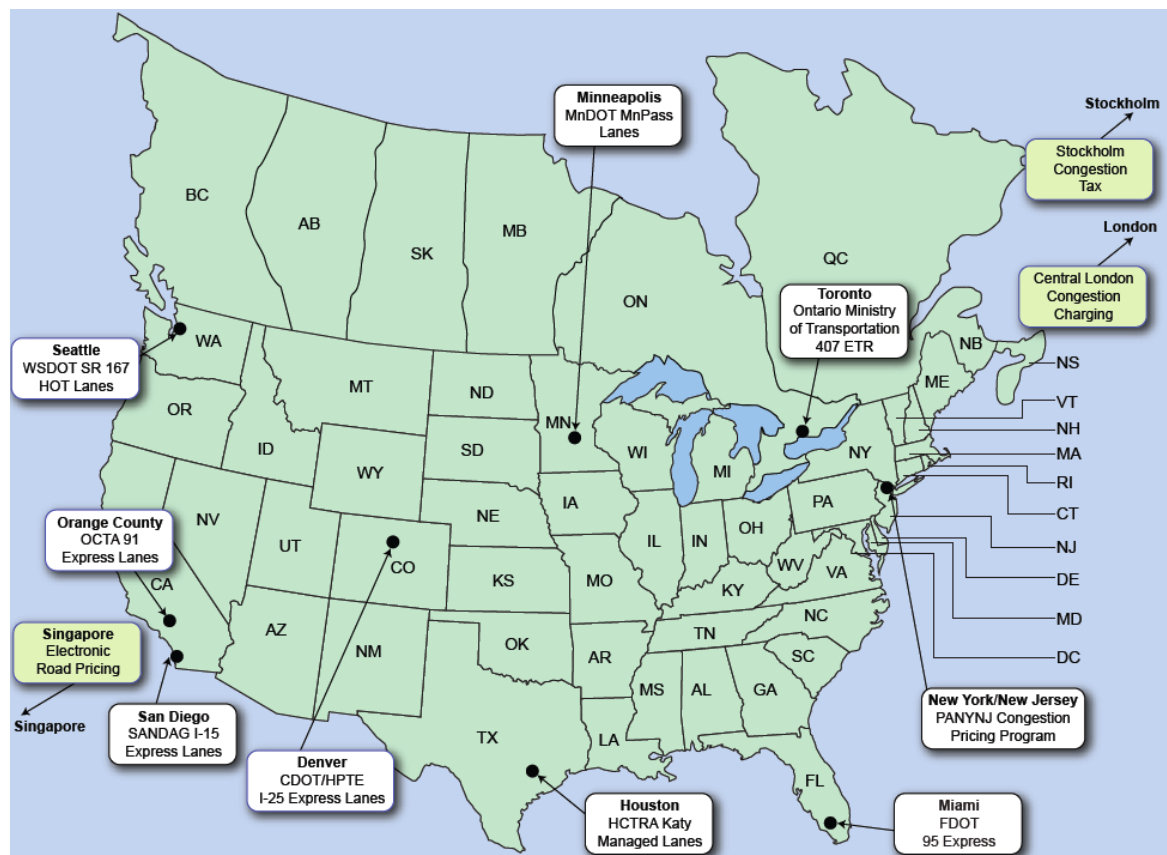 Minneapolis
MnDOT MnPass
Lanes
Stockholm
Stockholm
Congestion
Tax
London
Central London
Congestion
Charging
BC
AB
SK
MB
ON
QC
Toronto
Ontario Ministry
of Transportation
407 ETR
Seattle
WSDOT SR 167
HOT Lanes
WA
MT
ND
MN
OR
ID
SD
WY
WI
MI
NY
ME
NB
NS
VT
NH
MA
RI
CT
NJ
DE
MD
DC
Orange County
OCTA 91
Express Lanes
NV
UT
CO
NE
IA
IL
IN
OH
PA
CA
KS
MO
KY
WV
VA
AZ
NM
OK
AR
TN
NC
SC
MS
AL
GA
TX
LA
FL
Singapore
Electronic
Road Pricing
Singapore
San Diego
SANDAG I-15
Express Lanes
Denver
CDOT/HPTE
I-25 Express Lanes
Houston
HCTRA Katy
Managed Lanes
Miami
FDOT
95 Express
New York/New Jersey
PANYNJ Congestion
Pricing Program